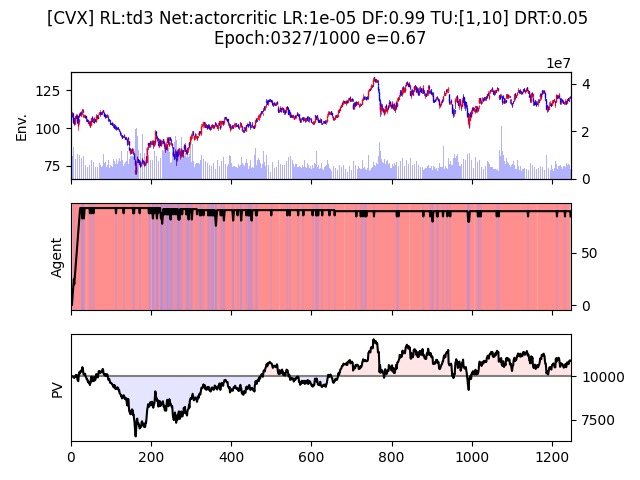 [CVX] RL:td3 Net:actorcritic LR:1e-05 DF:0.99 TU:[1,10] DRT:0.05
Epoch:0327/1000 e=0.67
1e7
125
100
75
Env.
4
2
0
Agent
50
0
PV
10000
7500
0 200 400 600 800 1000 1200